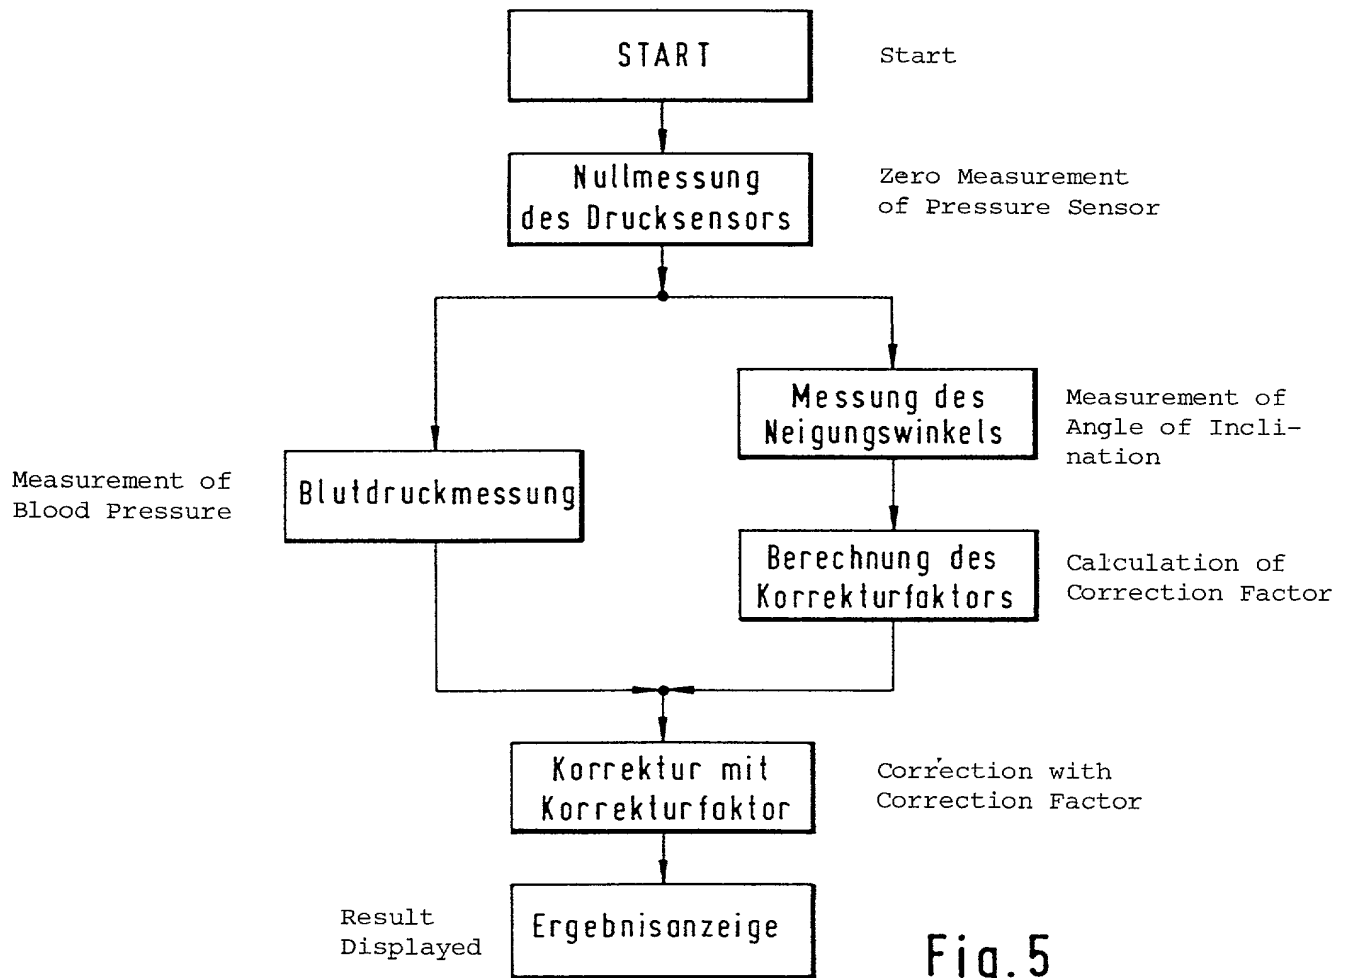 START
Start
Nullmessung
des Drucksensors
Zero Measurement
of Pressure Sensor
Messung des
Neigungswinkels
Measurement of
Angle of Incli-
nation
Blutdruckmessung
Measurement of
Blood Pressure
Berechnung des
Korrekturfaktors
Calculation of
Correction Factor
Korrektur mit
Korrekturfaktor
Correction with
Correction Factor
Ergebnisanzeige
Result
Displayed
Fig. 5